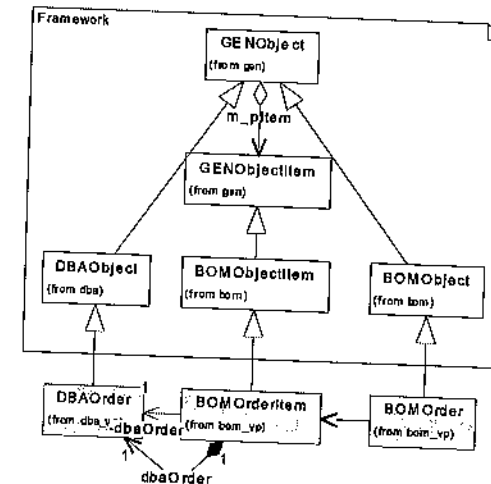 Framework
GENObject
(from gen)
m_pItem
GENObjectItem
(from gen)
DBAObject
(from dba)
BOMObjectItem
(from bom)
BOMObject
(from bom)
DBAOrder
1
BOMOrderItem
BOMOrder
(from dba_v
dbaOrder
(from bom_vp)
(from bom_vp)
1
1
dbaOrder